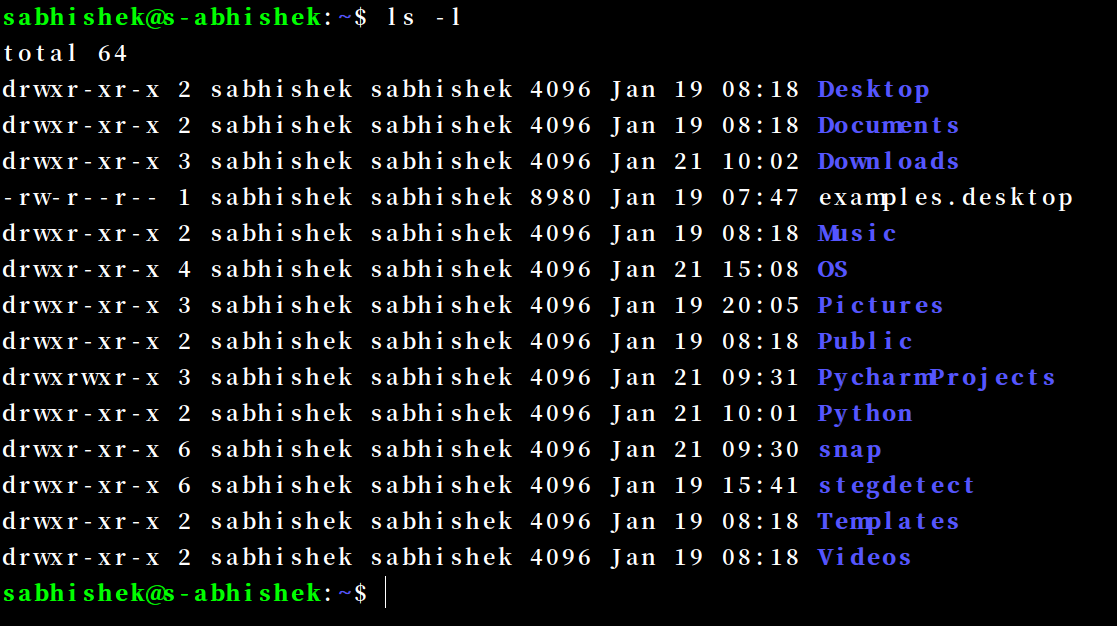 sabhishek@s-abhishek:~$ ls -l
total 64
drwxr-xr-x 2 sabhishek sabhishek 4096 Jan 19 08:18 Desktop
drwxr-xr-x 2 sabhishek sabhishek 4096 Jan 19 08:18 Documents
drwxr-xr-x 3 sabhishek sabhishek 4096 Jan 21 10:02 Downloads
-rw-r--r-- 1 sabhishek sabhishek 8980 Jan 19 07:47 examples.desktop
drwxr-xr-x 2 sabhishek sabhishek 4096 Jan 19 08:18 Music
drwxr-xr-x 4 sabhishek sabhishek 4096 Jan 21 15:08 OS
drwxr-xr-x 3 sabhishek sabhishek 4096 Jan 19 20:05 Pictures
drwxr-xr-x 2 sabhishek sabhishek 4096 Jan 19 08:18 Public
drwxrwxr-x 3 sabhishek sabhishek 4096 Jan 21 09:31 PycharmProjects
drwxr-xr-x 2 sabhishek sabhishek 4096 Jan 21 10:01 Python
drwxr-xr-x 6 sabhishek sabhishek 4096 Jan 21 09:30 snap
drwxr-xr-x 6 sabhishek sabhishek 4096 Jan 19 15:41 stegdetect
drwxr-xr-x 2 sabhishek sabhishek 4096 Jan 19 08:18 Templates
drwxr-xr-x 2 sabhishek sabhishek 4096 Jan 19 08:18 Videos
sabhishek@s-abhishek:~$